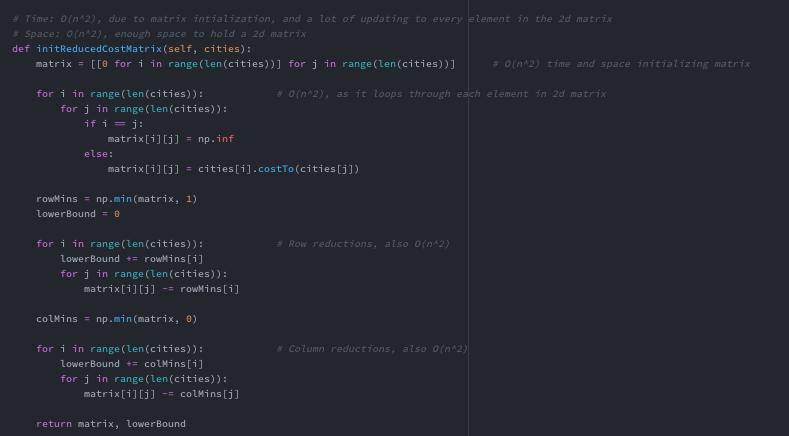 # Time: O(n^2), due to matrix intialization, and a lot of updating to every element in the 2d matrix
# Space: O(n^2), enough space to hold a 2d matrix
def initReducedCostMatrix(self, cities):
    matrix = [[0 for i in range(len(cities))] for j in range(len(cities))]      # O(n^2) time and space initializing matrix

    for i in range(len(cities)):            # O(n^2), as it loops through each element in 2d matrix
        for j in range(len(cities)):
            if i == j:
                matrix[i][j] = np.inf
            else:
                matrix[i][j] = cities[i].costTo(cities[j])

    rowMins = np.min(matrix, 1)
    lowerBound = 0

    for i in range(len(cities)):            # Row reductions, also O(n^2)
        lowerBound += rowMins[i]
        for j in range(len(cities)):
            matrix[i][j] -= rowMins[i]

    colMins = np.min(matrix, 0)

    for i in range(len(cities)):            # Column reductions, also O(n^2)
        lowerBound += colMins[i]
        for j in range(len(cities)):
            matrix[i][j] -= colMins[j]

    return matrix, lowerBound